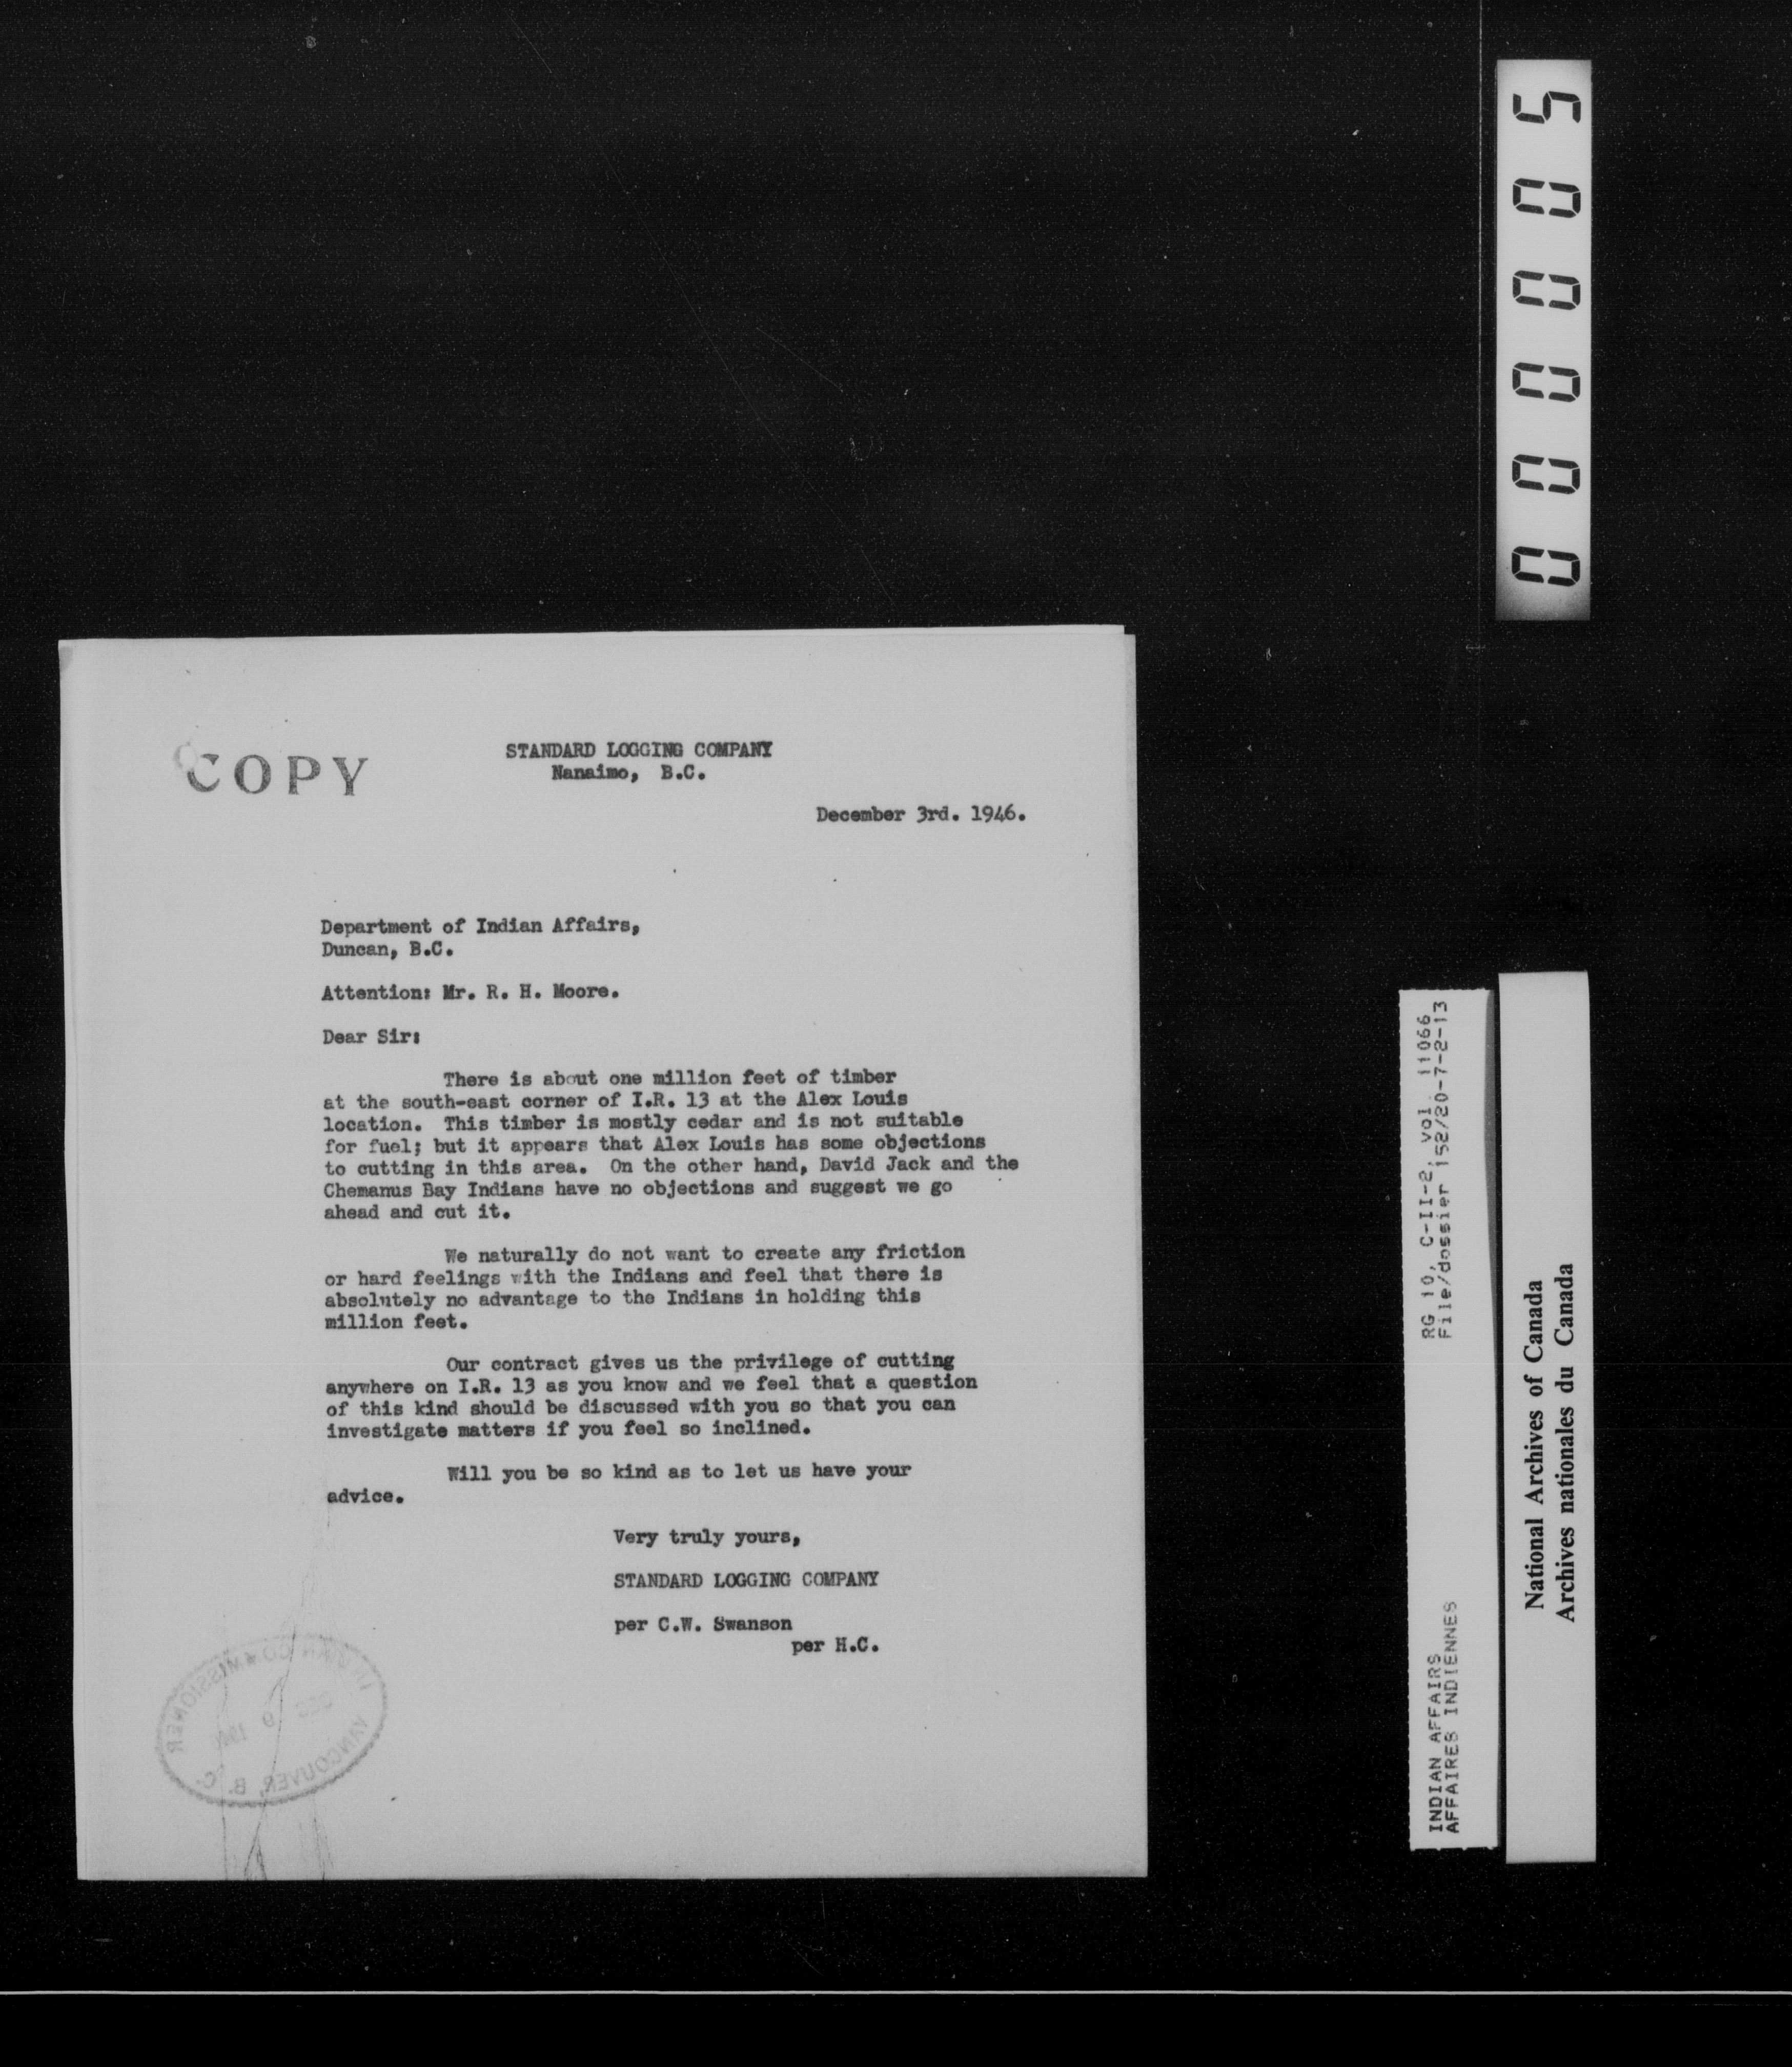 COPY
STANDARD LOGGING COMPANY
Nanaimo, B.C.
December 3rd. 1946.
Department of Indian Affairs,
Duncan, B.C.
Attention: Mr. R. H. Moore.
Dear Sir:
There is about one million feet of timber
at the south-east corner of I.R. 13 at the Alex Louis
location. This timber is mostly cedar and is not suitable
for fuel; but it appears that Alex Louis has some objections
to cutting in this area. On the other hand, David Jack and the
Chemanus Bay Indians have no objections and suggest we go
ahead and cut it.
We naturally do not want to create any friction
or hard feelings with the Indians and feel that there is
absolutely no advantage to the Indians in holding this
million feet.
Our contract gives us the privilege of cutting
anywhere on I.R. 13 as you know and we feel that a question
of this kind should be discussed with you so that you can
investigate matters if you feel so inclined.
Will you be so kind as to let us have your
advice.
Very truly yours,
STANDARD LOGGING COMPANY
per C.W. Swanson
per H.C.
INDIAN COMMISSIONER
DEC 9
VANCOUVER, B. C.
000005
INDIAN AFFAIRS RG 10, C-II-2, vol. 11066
AFFAIRES INDIENNES File/dossier 152/20-7-2-13
National Archives of Canada
Archives nationales du Canada